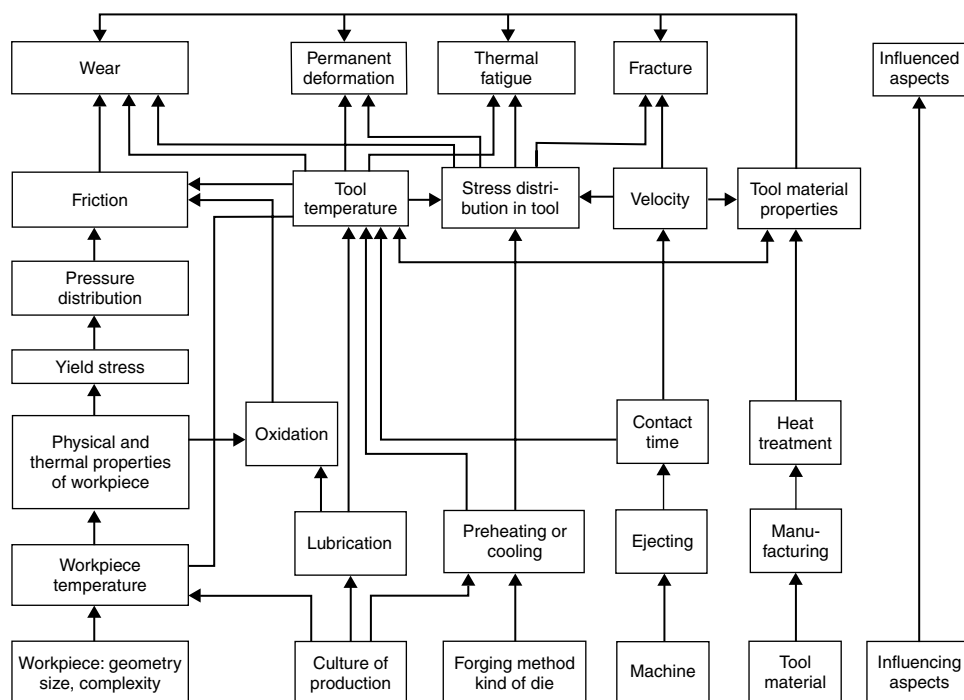 Wear
Permanent
deformation
Thermal
fatigue
Fracture
Influenced
aspects
Friction
Tool
temperature
Stress distri-
bution in tool
Velocity
Tool material
properties
Pressure
distribution
Yield stress
Physical and
thermal properties
of workpiece
Oxidation
Contact
time
Heat
treatment
Lubrication
Preheating or
cooling
Ejecting
Manu-
facturing
Workpiece
temperature
Workpiece: geometry
size, complexity
Culture of
production
Forging method
kind of die
Machine
Tool
material
Influencing
aspects